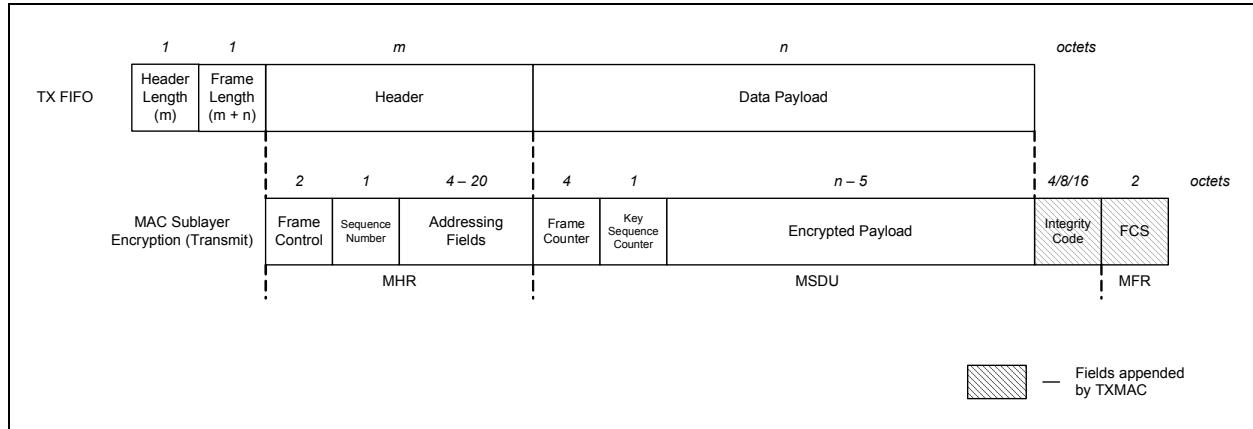 1 1 m n octets
TX FIFO
Header
Length
(m)
Frame
Length
(m + n)
Header
Data Payload
2 1 4 – 20 4 1 n – 5 4/8/16 2 octets
MAC Sublayer
Encryption (Transmit)
Frame
Control
Sequence
Number
Addressing
Fields
Frame
Counter
Key
Sequence
Counter
Encrypted Payload
Integrity
Code
FCS
MHR MSDU MFR
— Fields appended
by TXMAC